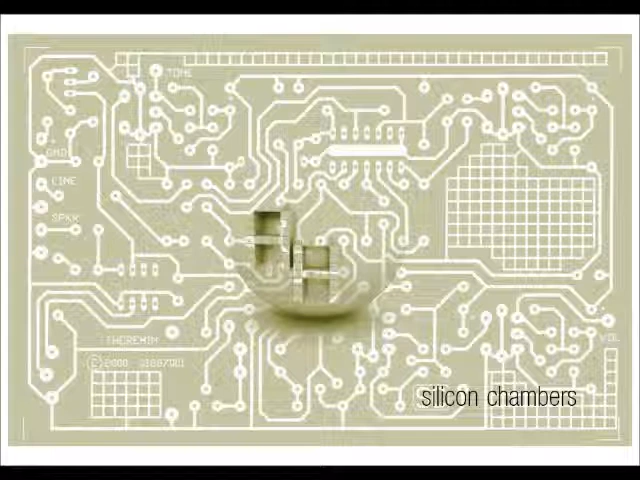 TONE
GND
LINE
SPKR
THEREMIN
VOL
silicon chambers